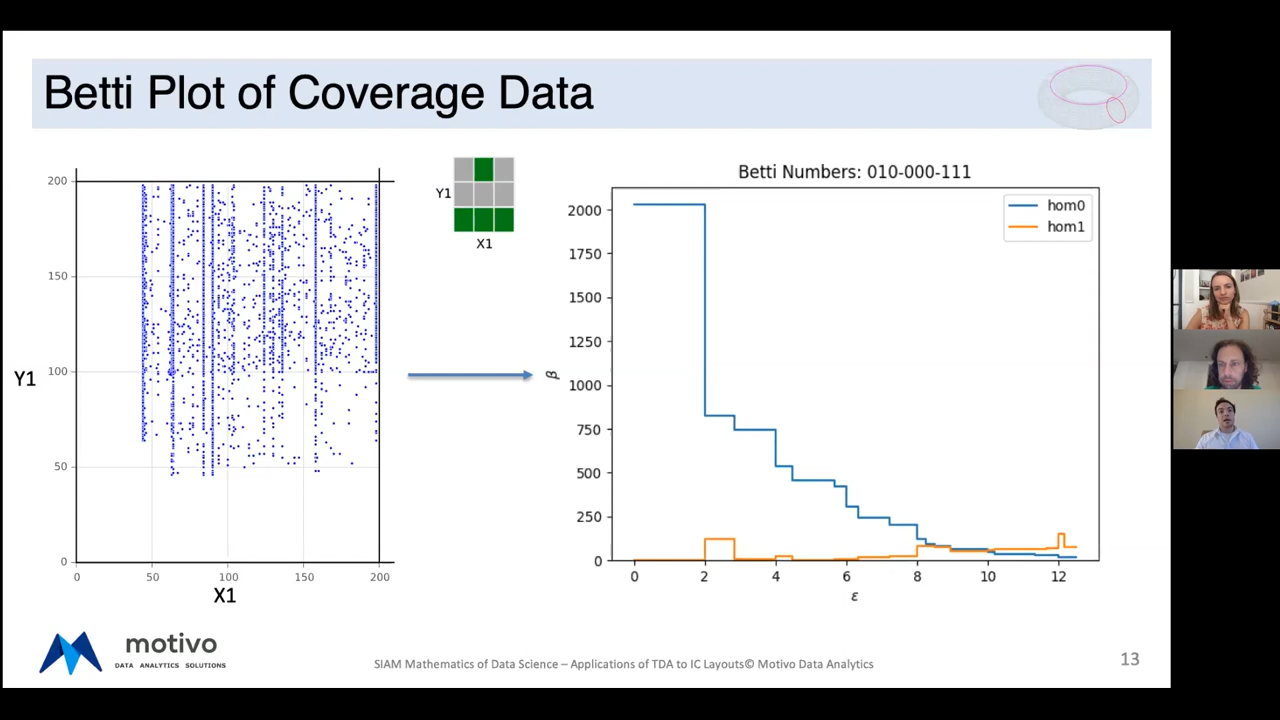 Betti Plot of Coverage Data
200
150
100
50
0
Y1
0 50 100 150 200
X1
Y1
X1
Betti Numbers: 010-000-111
hom0
hom1
2000
1750
1500
1250
1000
750
500
250
0
β
0 2 4 6 8 10 12
ε
motivo
DATA ANALYTICS SOLUTIONS
SIAM Mathematics of Data Science – Applications of TDA to IC Layouts© Motivo Data Analytics
13